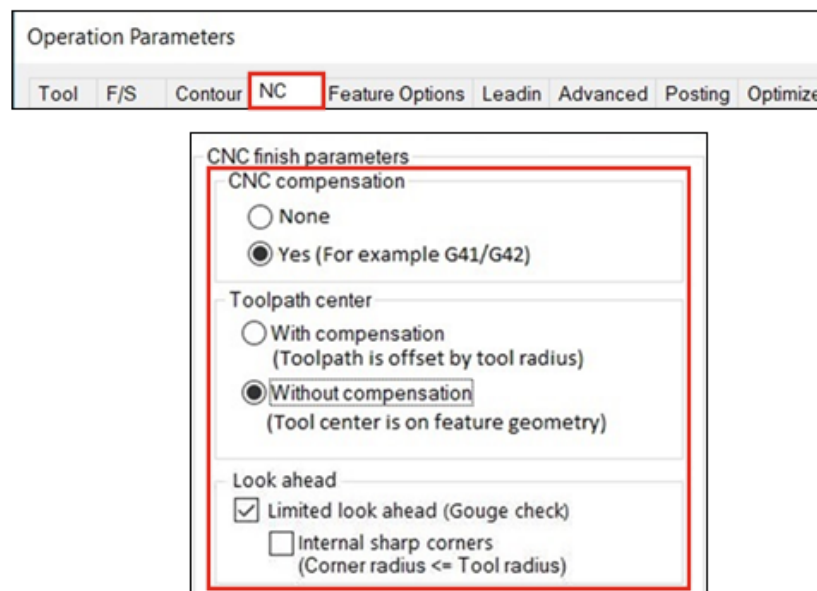 Operation Parameters
Tool F/S Contour NC Feature Options Leadin Advanced Posting Optimize
CNC finish parameters
CNC compensation
None
Yes (For example G41/G42)
Toolpath center
With compensation
(Toolpath is offset by tool radius)
Without compensation
(Tool center is on feature geometry)
Look ahead
Limited look ahead (Gouge check)
Internal sharp corners
(Corner radius <= Tool radius)